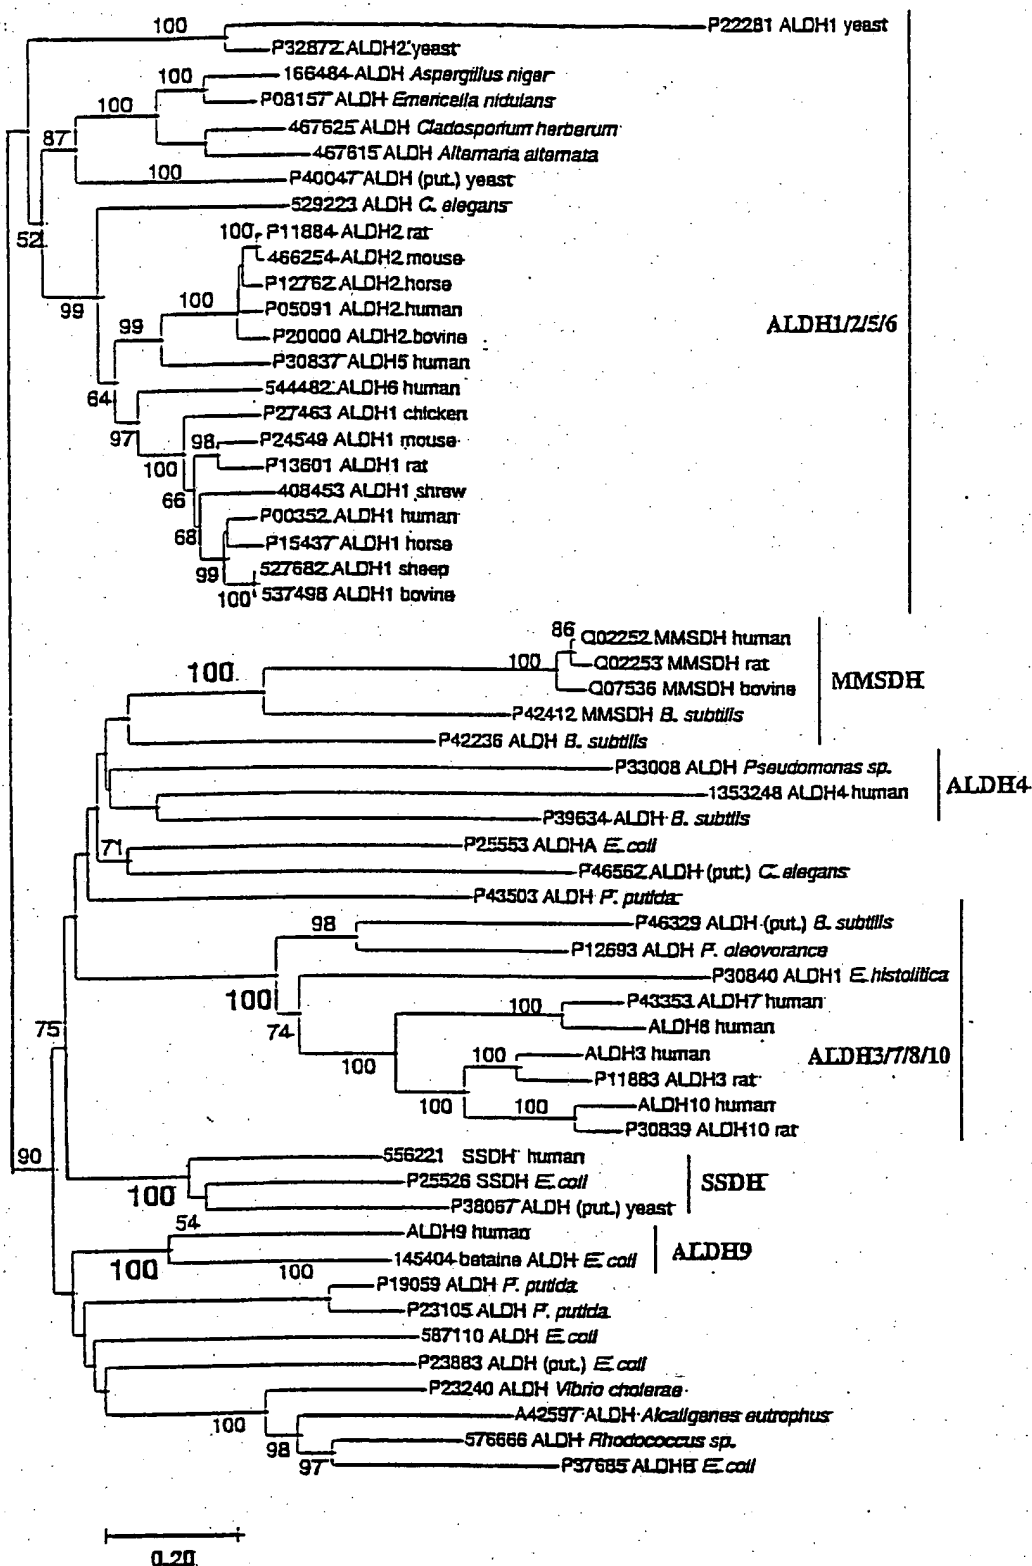 100
P22281 ALDH1 yeast
P32872 ALDH2 yeast
100
166484 ALDH Aspergillus niger
100
P08157 ALDH Emericella nidulans
87
467625 ALDH Cladosporium herberum
467615 ALDH Alternaria alternata
100
P40047 ALDH (put.) yeast
529223 ALDH C. elegans
52
100
P11884 ALDH2 rat
466254 ALDH2 mouse
P12762 ALDH2 horse
99
99
100
P05091 ALDH2 human
ALDH1/2/5/6
P20000 ALDH2 bovine
P30837 ALDH5 human
64
544482 ALDH6 human
P27463 ALDH1 chicken
97
98
P24549 ALDH1 mouse
100
P13601 ALDH1 rat
66
408453 ALDH1 shrew
P00352 ALDH1 human
68
P15437 ALDH1 horse
99
527682 ALDH1 sheep
100
537498 ALDH1 bovine
86
Q02252 MMSDH human
100
100
Q02253 MMSDH rat
MMSDH
Q07536 MMSDH bovine
P42412 MMSDH B. subtilis
P42236 ALDH B. subtilis
P33008 ALDH Pseudomonas sp.
ALDH4
1353248 ALDH4 human
P39634 ALDH B. subtils
71
P25553 ALDHA E.coli
P46562 ALDH (put.) C. elegans
P43503 ALDH P. putida
98
P46329 ALDH (put.) B. subtilis
P12693 ALDH P. oleovorance
P30840 ALDH1 E.histolitica
100
100
P43353 ALDH7 human
75
74
ALDH8 human
100
100
ALDH3 human
ALDH3/7/8/10
P11883 ALDH3 rat
100
100
ALDH10 human
P30839 ALDH10 rat
90
556221 SSDH human
100
P25526 SSDH E.coli
SSDH
P38067 ALDH (put.) yeast
54
ALDH9 human
ALDH9
100
100
145404 betaine ALDH E.coli
P19059 ALDH P. putida
P23105 ALDH P. putida
587110 ALDH E.coli
P23883 ALDH (put.) E.coli
P23240 ALDH Vibrio cholerae
100
A42597 ALDH Alcaligenes eutrophus
98
576666 ALDH Rhodococcus sp.
97
P37685 ALDHB E.coli
0.20